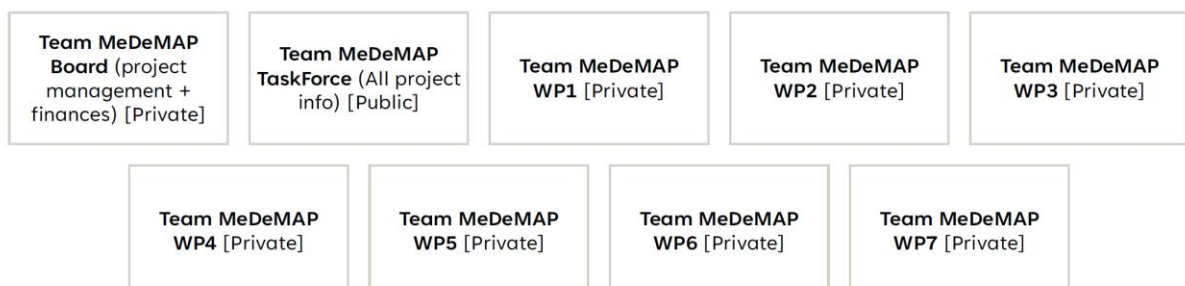 Team MeDeMAP
Board (project
management +
finances) [Private]
Team MeDeMAP
TaskForce (All project
info) [Public]
Team MeDeMAP
WP1 [Private]
Team MeDeMAP
WP2 [Private]
Team MeDeMAP
WP3 [Private]
Team MeDeMAP
WP4 [Private]
Team MeDeMAP
WP5 [Private]
Team MeDeMAP
WP6 [Private]
Team MeDeMAP
WP7 [Private]